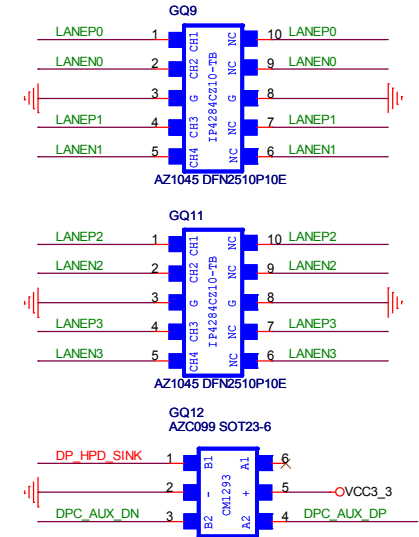 GQ9
LANEP0 1 CH1 NC 10 LANEP0
LANEN0 2 CH2 NC 9 LANEN0
3 G G 8
LANEP1 4 CH3 NC 7 LANEP1
LANEN1 5 CH4 NC 6 LANEN1
IP4284CZ10-TB
AZ1045 DFN2510P10E
GQ11
LANEP2 1 CH1 NC 10 LANEP2
LANEN2 2 CH2 NC 9 LANEN2
3 G G 8
LANEP3 4 CH3 NC 7 LANEP3
LANEN3 5 CH4 NC 6 LANEN3
IP4284CZ10-TB
AZ1045 DFN2510P10E
GQ12
AZC099 SOT23-6
DP_HPD_SINK 1 B1 A1 6
2 - + 5 VCC3_3
DPC_AUX_DN 3 B2 A2 4 DPC_AUX_DP
CM1293